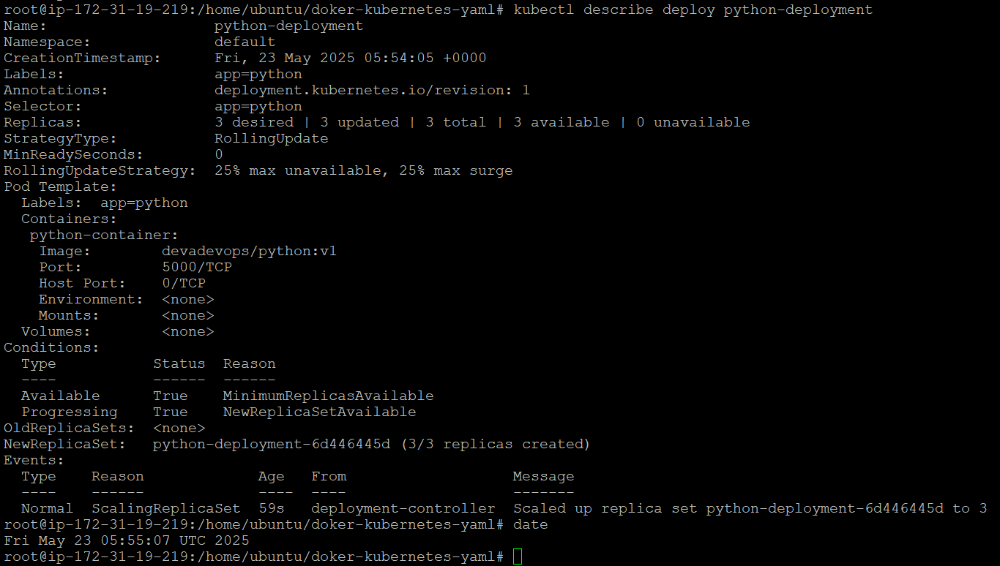 root@ip-172-31-19-219:/home/ubuntu/doker-kubernetes-yaml# kubectl describe deploy python-deployment
Name:                   python-deployment
Namespace:              default
CreationTimestamp:      Fri, 23 May 2025 05:54:05 +0000
Labels:                 app=python
Annotations:            deployment.kubernetes.io/revision: 1
Selector:               app=python
Replicas:               3 desired | 3 updated | 3 total | 3 available | 0 unavailable
StrategyType:           RollingUpdate
MinReadySeconds:        0
RollingUpdateStrategy:  25% max unavailable, 25% max surge
Pod Template:
  Labels:  app=python
  Containers:
   python-container:
    Image:        devadevops/python:v1
    Port:         5000/TCP
    Host Port:    0/TCP
    Environment:  <none>
    Mounts:       <none>
  Volumes:        <none>
Conditions:
  Type           Status  Reason
  ----           ------  ------
  Available      True    MinimumReplicasAvailable
  Progressing    True    NewReplicaSetAvailable
OldReplicaSets:  <none>
NewReplicaSet:   python-deployment-6d446445d (3/3 replicas created)
Events:
  Type    Reason             Age   From                   Message
  ----    ------             ----  ----                   -------
  Normal  ScalingReplicaSet  59s   deployment-controller  Scaled up replica set python-deployment-6d446445d to 3
root@ip-172-31-19-219:/home/ubuntu/doker-kubernetes-yaml# date
Fri May 23 05:55:07 UTC 2025
root@ip-172-31-19-219:/home/ubuntu/doker-kubernetes-yaml#